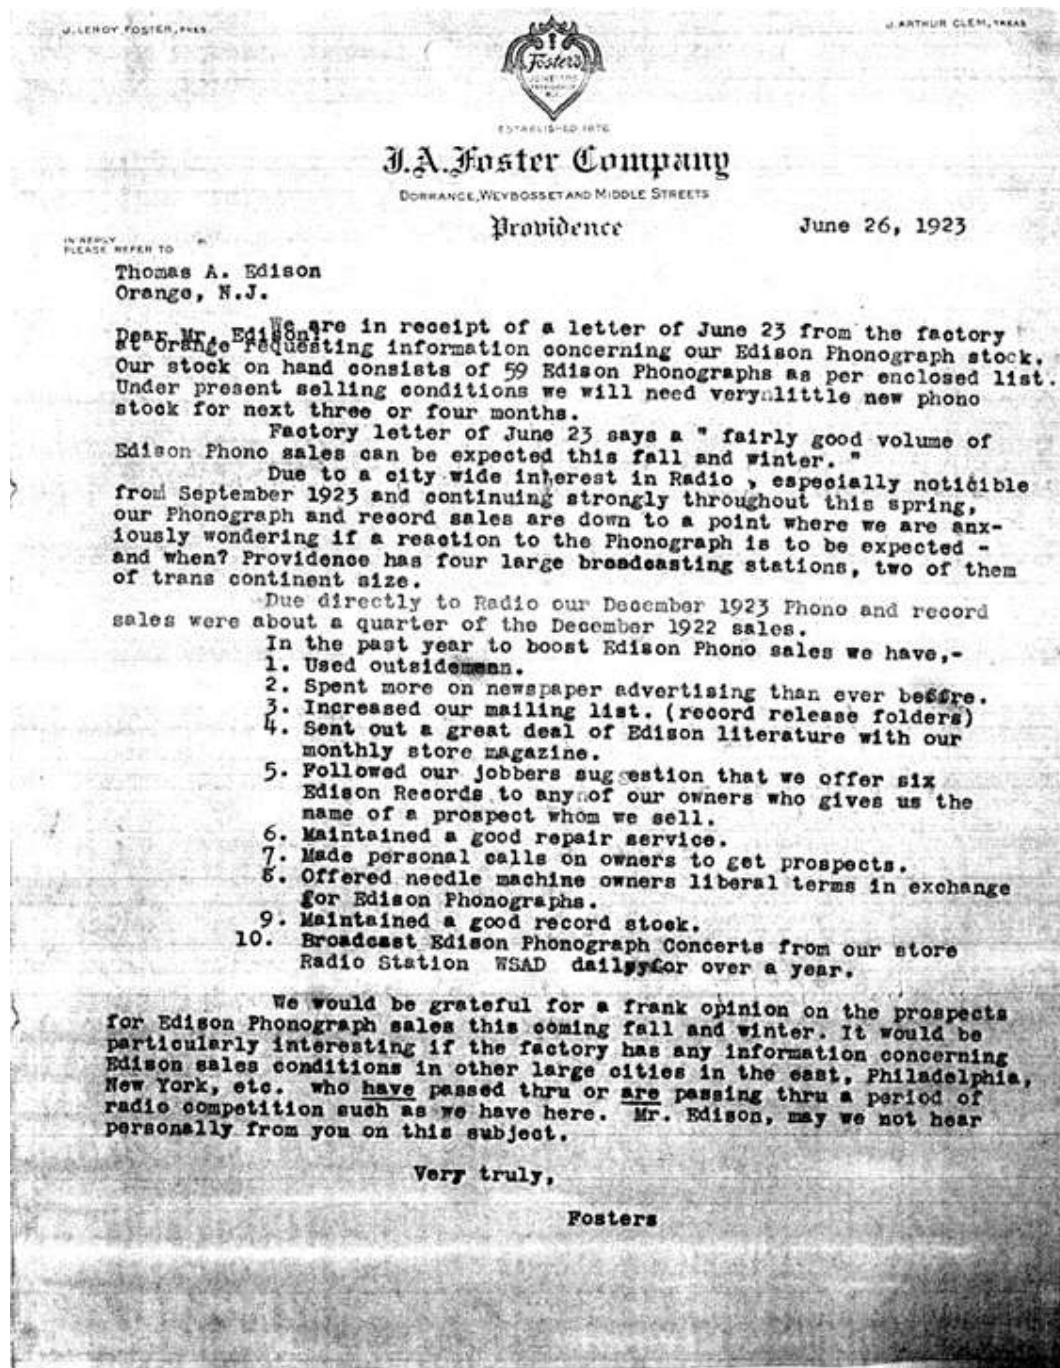 J. LEROY FOSTER, PRES.
J. ARTHUR CLEM, TREAS.
Foster's
JEWELERS
PROVIDENCE
R.I.
ESTABLISHED 1876
J.A.Foster Company
DORRANCE, WEYBOSSET AND MIDDLE STREETS
Providence
June 26, 1923
IN REPLY
PLEASE REFER TO
Thomas A. Edison
Orange, N.J.
Dear Mr. Edison:
We are in receipt of a letter of June 23 from the factory
at Orange requesting information concerning our Edison Phonograph stock.
Our stock on hand consists of 59 Edison Phonographs as per enclosed list.
Under present selling conditions we will need very little new phono
stock for next three or four months.
Factory letter of June 23 says a " fairly good volume of
Edison Phono sales can be expected this fall and winter. "
Due to a city wide interest in Radio , especially noticible
from September 1923 and continuing strongly throughout this spring,
our Phonograph and record sales are down to a point where we are anx-
iously wondering if a reaction to the Phonograph is to be expected -
and when? Providence has four large broadcasting stations, two of them
of trans continent size.
Due directly to Radio our December 1923 Phono and record
sales were about a quarter of the December 1922 sales.
In the past year to boost Edison Phono sales we have,-
1. Used outside men.
2. Spent more on newspaper advertising than ever before.
3. Increased our mailing list. (record release folders)
4. Sent out a great deal of Edison literature with our
monthly store magazine.
5. Followed our jobbers suggestion that we offer six
Edison Records to any of our owners who gives us the
name of a prospect whom we sell.
6. Maintained a good repair service.
7. Made personal calls on owners to get prospects.
8. Offered needle machine owners liberal terms in exchange
for Edison Phonographs.
9. Maintained a good record stock.
10. Broadcast Edison Phonograph Concerts from our store
Radio Station WSAD daily for over a year.
We would be grateful for a frank opinion on the prospects
for Edison Phonograph sales this coming fall and winter. It would be
particularly interesting if the factory has any information concerning
Edison sales conditions in other large cities in the east, Philadelphia,
New York, etc. who have passed thru or are passing thru a period of
radio competition such as we have here. Mr. Edison, may we not hear
personally from you on this subject.
Very truly,
Fosters